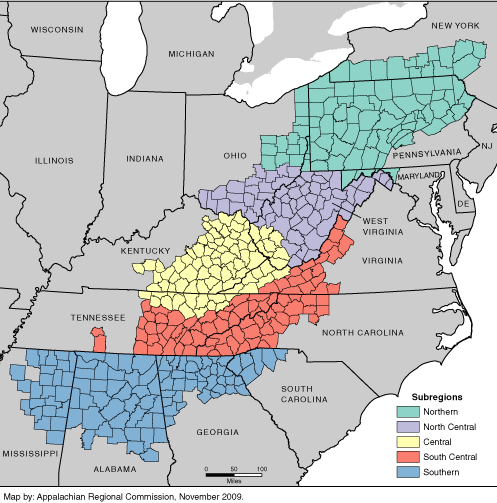 NEW YORK
WISCONSIN
MICHIGAN
NJ
PENNSYLVANIA
OHIO
ILLINOIS
INDIANA
MARYLAND
DE
WEST
VIRGINIA
KENTUCKY
VIRGINIA
TENNESSEE
NORTH CAROLINA
SOUTH
CAROLINA
GEORGIA
MISSISSIPPI
ALABAMA
Subregions
Northern
North Central
Central
South Central
Southern
0 50 100
Miles
Map by: Appalachian Regional Commission, November 2009.